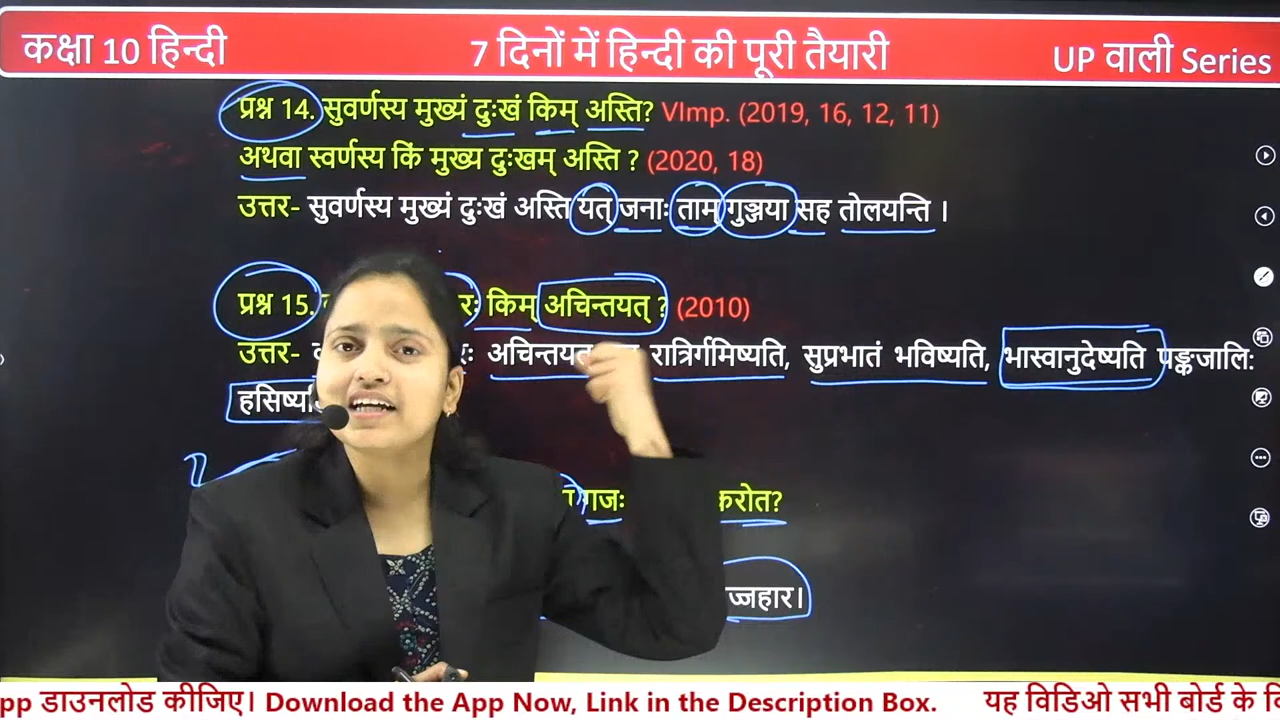 कक्षा 10 हिन्दी 7 दिनों में हिन्दी की पूरी तैयारी UP वाली Series
प्रश्न 14. सुवर्णस्य मुख्यं दुःखं किम् अस्ति? VImp. (2019, 16, 12, 11)
अथवा स्वर्णस्य किं मुख्य दुःखम् अस्ति ? (2020, 18)
उत्तर- सुवर्णस्य मुख्यं दुःखं अस्ति यत् जनाः ताम् गुञ्जया सह तोलयन्ति ।
प्रश्न 15. किम् अचिन्तयत् ? (2010)
उत्तर- अचिन्तयत् रात्रिर्गमिष्यति, सुप्रभातं भविष्यति, भास्वानुदेष्यति पङ्कजालिः
गजः करोत?
यह विडिओ सभी बोर्ड के
डाउनलोड कीजिए। Download the App Now, Link in the Description Box.